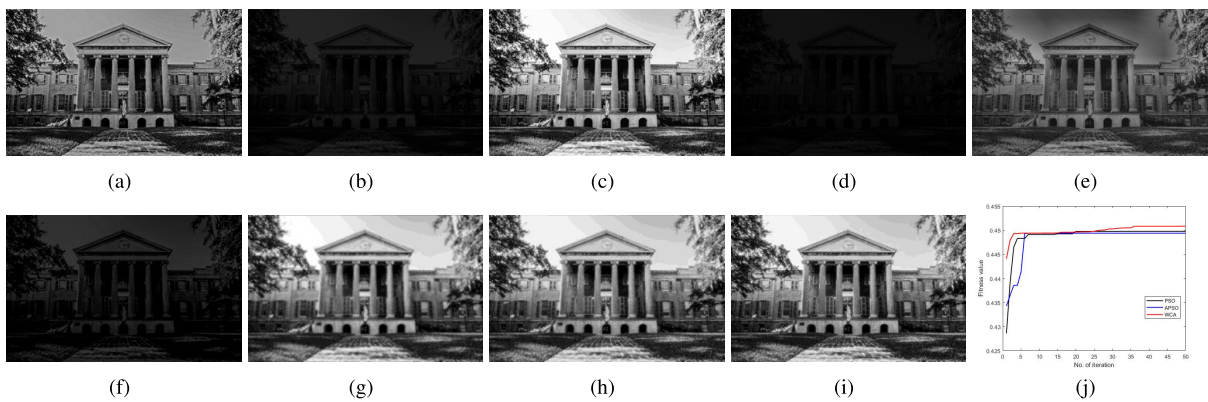 (a) (b) (c) (d) (e)
0.455
0.45
0.445
0.44
0.435
0.43
0.425
Fitness value
PSO
APSO
WCA
0 5 10 15 20 25 30 35 40 45 50
No. of iteration
(f) (g) (h) (i) (j)